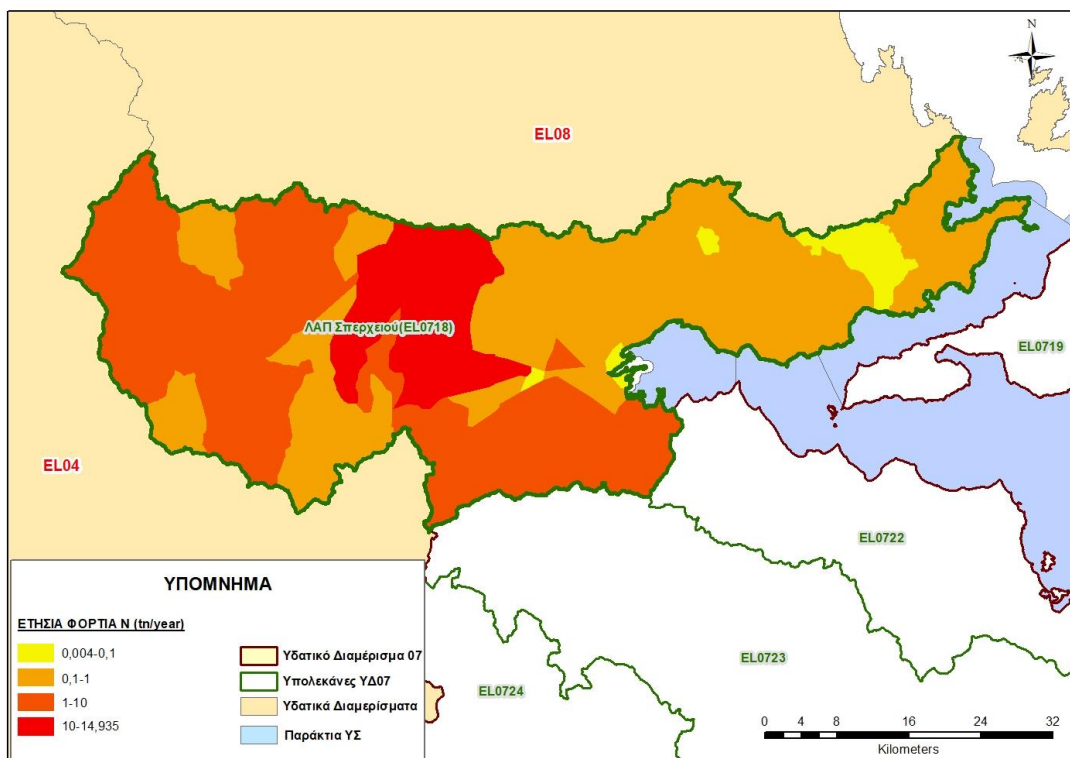 N
EL08
ΛΑΠ Σπερχειού(EL0718)
EL0719
EL04
EL0722
EL0723
EL0724
ΥΠΟΜΝΗΜΑ
ΕΤΗΣΙΑ ΦΟΡΤΙΑ Ν (tn/year)
0,004-0,1
0,1-1
1-10
10-14,935
Υδατικό Διαμέρισμα 07
Υπολεκάνες ΥΔ07
Υδατικά Διαμερίσματα
Παράκτια ΥΣ
0 4 8 16 24 32
Kilometers